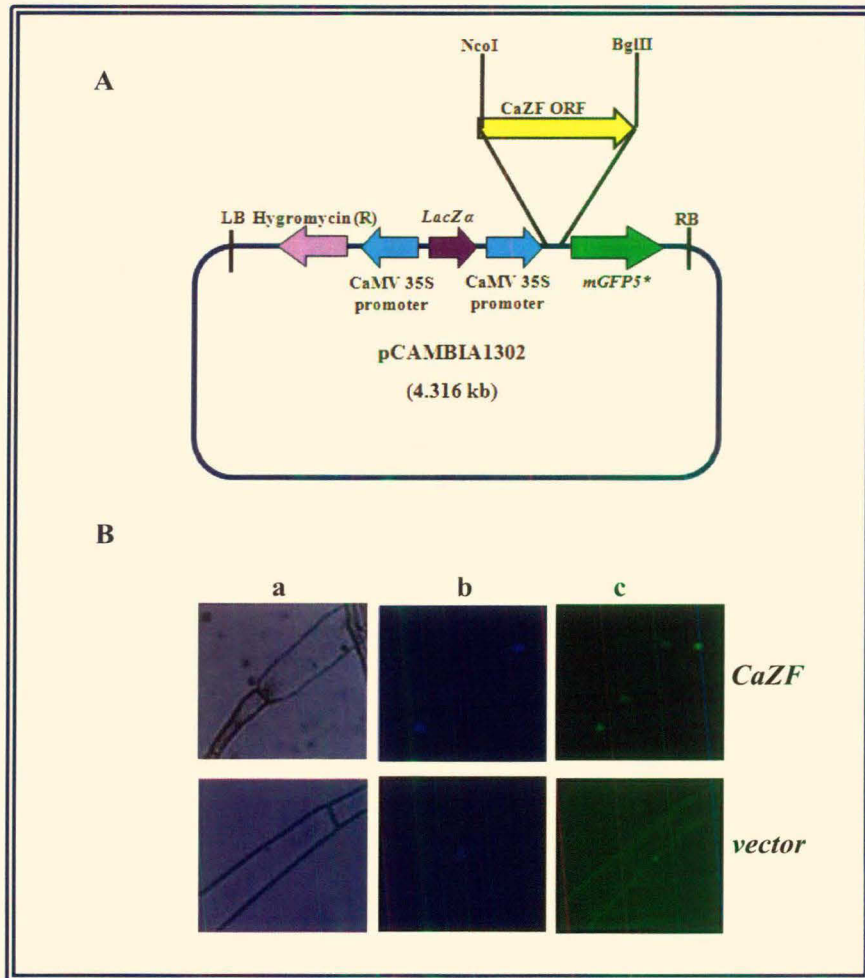 A
NcoI BglII
CaZF ORF
LB Hygromycin (R) LacZ α RB
CaMV 35S promoter CaMV 35S promoter mGFP5*
pCAMBIA1302
(4.316 kb)
B
a b c
CaZF
vector